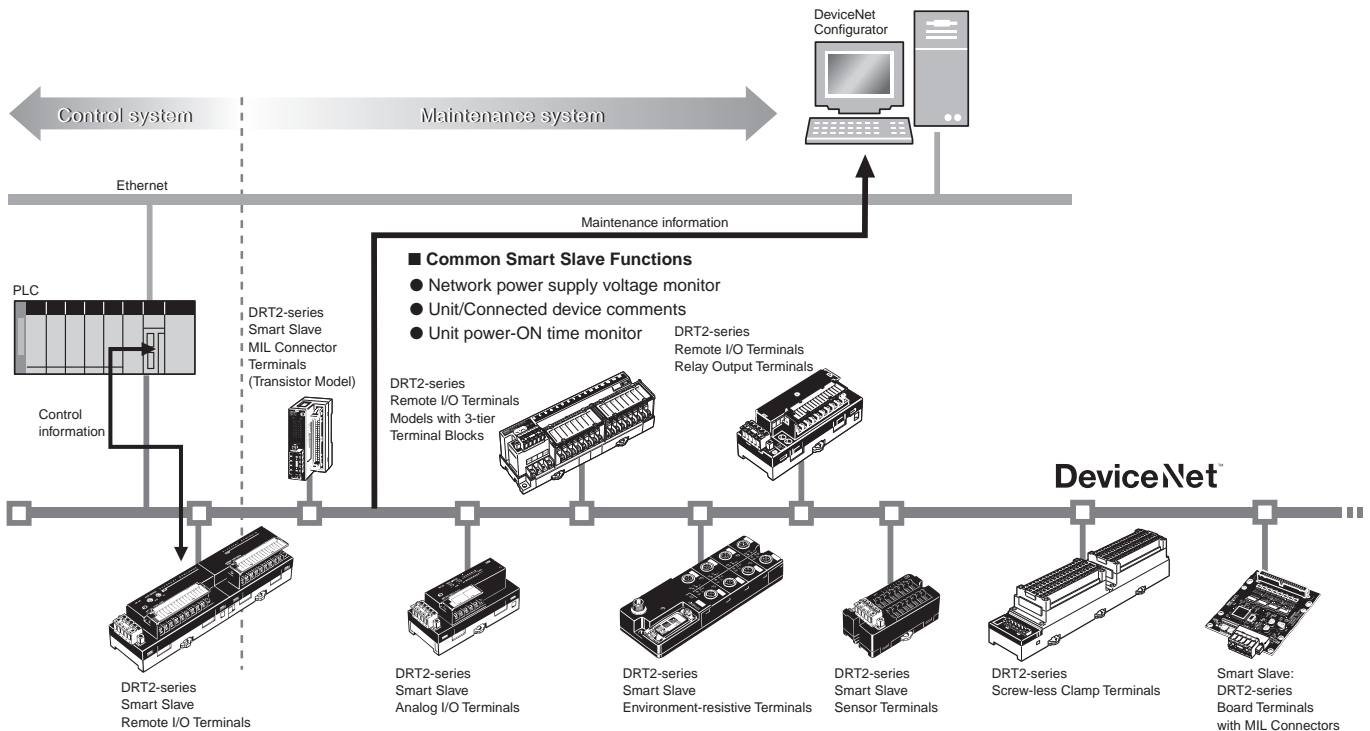 DeviceNet
Configurator
Control system
Maintenance system
Ethernet
Maintenance information
■ Common Smart Slave Functions
● Network power supply voltage monitor
● Unit/Connected device comments
● Unit power-ON time monitor
PLC
DRT2-series
Smart Slave
MIL Connector
Terminals
(Transistor Model)
DRT2-series
Remote I/O Terminals
Relay Output Terminals
DRT2-series
Remote I/O Terminals
Models with 3-tier
Terminal Blocks
Control
information
DeviceNet™
DRT2-series
Smart Slave
Remote I/O Terminals
DRT2-series
Smart Slave
Analog I/O Terminals
DRT2-series
Smart Slave
Environment-resistive Terminals
DRT2-series
Smart Slave
Sensor Terminals
DRT2-series
Screw-less Clamp Terminals
Smart Slave:
DRT2-series
Board Terminals
with MIL Connectors